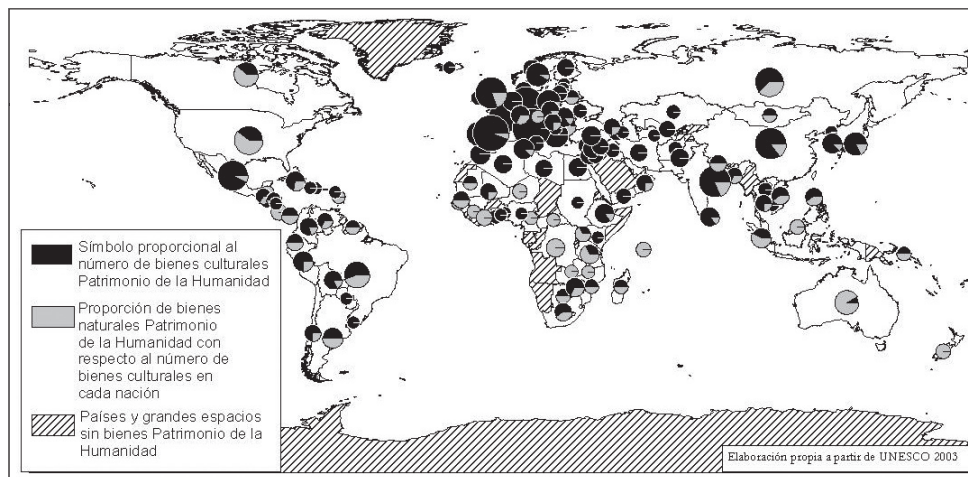 Símbolo proporcional al
número de bienes culturales
Patrimonio de la Humanidad
Proporción de bienes
naturales Patrimonio
de la Humanidad con
respecto al número de
bienes culturales en
cada nación
Países y grandes espacios
sin bienes Patrimonio de la
Humanidad
Elaboración propia a partir de UNESCO 2003